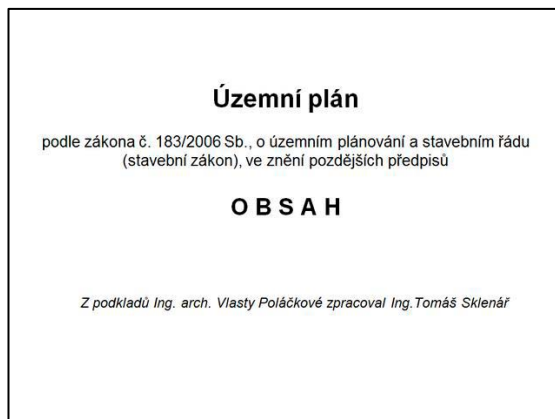 Územní plán
podle zákona č. 183/2006 Sb., o územním plánování a stavebním řádu
(stavební zákon), ve znění pozdějších předpisů
O B S A H
Z podkladů Ing. arch. Vlasty Poláčkové zpracoval Ing.Tomáš Sklenář